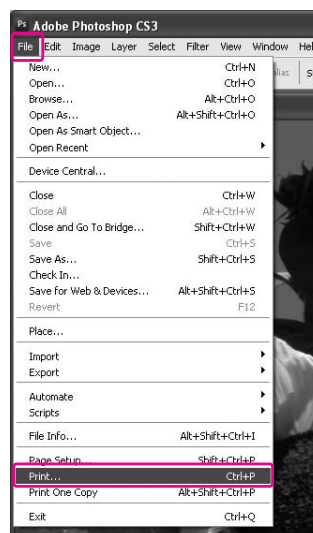 Ps Adobe Photoshop CS3
File Edit Image Layer Select Filter View Window Hel
New... Ctrl+N
Open... Ctrl+O
Browse... Alt+Ctrl+O
Open As... Alt+Shift+Ctrl+O
Open As Smart Object...
Open Recent
Device Central...
Close Ctrl+W
Close All Alt+Ctrl+W
Close and Go To Bridge... Shift+Ctrl+W
Save Ctrl+S
Save As... Shift+Ctrl+S
Check In...
Save for Web & Devices... Alt+Shift+Ctrl+S
Revert F12
Place...
Import
Export
Automate
Scripts
File Info... Alt+Shift+Ctrl+I
Page Setup... Shift+Ctrl+P
Print... Ctrl+P
Print One Copy Alt+Shift+Ctrl+P
Exit Ctrl+Q